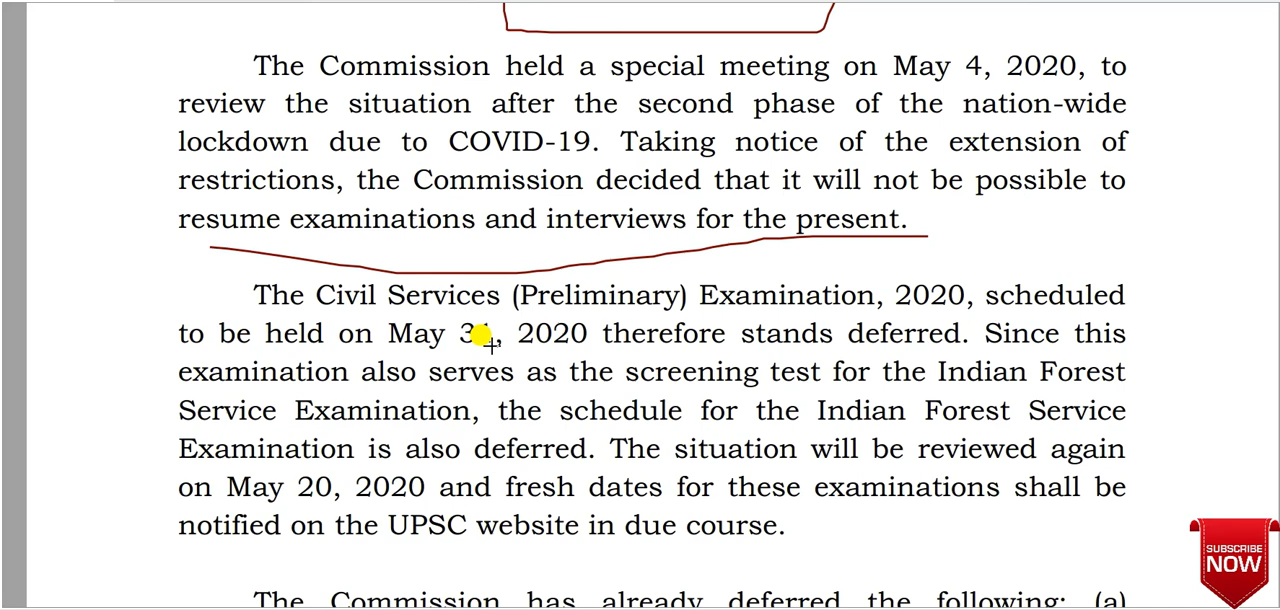 The Commission held a special meeting on May 4, 2020, to
review the situation after the second phase of the nation-wide
lockdown due to COVID-19. Taking notice of the extension of
restrictions, the Commission decided that it will not be possible to
resume examinations and interviews for the present.
The Civil Services (Preliminary) Examination, 2020, scheduled
to be held on May 31, 2020 therefore stands deferred. Since this
examination also serves as the screening test for the Indian Forest
Service Examination, the schedule for the Indian Forest Service
Examination is also deferred. The situation will be reviewed again
on May 20, 2020 and fresh dates for these examinations shall be
notified on the UPSC website in due course.
SUBSCRIBE
NOW
The Commission has already deferred the following: (a)